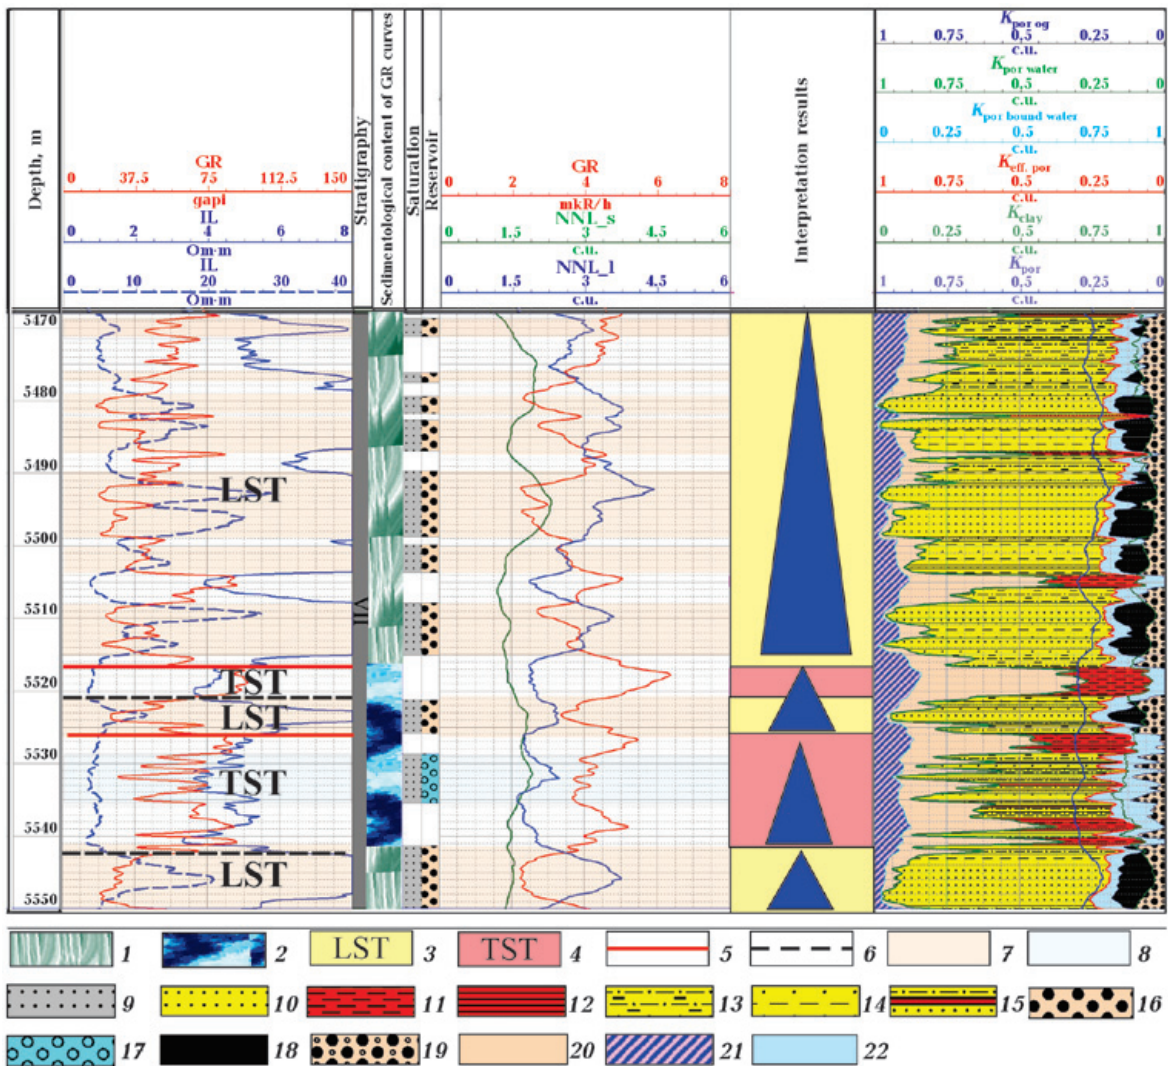 Depth, m
GR
0 37.5 75 112.5 150
gapi
IL
0 2 4 6 8
Om·m
IL
0 10 20 30 40
Om·m
Stratigraphy
Sedimentological content of GR curves
Saturation
Reservoir
GR
0 2 4 6 8
mkR/h
NNL_s
0 1.5 3 4.5 6
c.u.
NNL_l
0 1.5 3 4.5 6
c.u.
Interpretation results
K por og
1 0.75 0.5 0.25 0
c.u.
K por water
1 0.75 0.5 0.25 0
c.u.
K por bound water
0 0.25 0.5 0.75 1
c.u.
K eff. por
1 0.75 0.5 0.25 0
c.u.
K clay
0 0.25 0.5 0.75 1
c.u.
K por
1 0.75 0.5 0.25 0
c.u.
5470
5480
5490
5500
5510
5520
5530
5540
5550
LST
TST
LST
TST
LST
VII
1 2 LST 3 TST 4 5 6 7 8
9 10 11 12 13 14 15 16
17 18 19 20 21 22